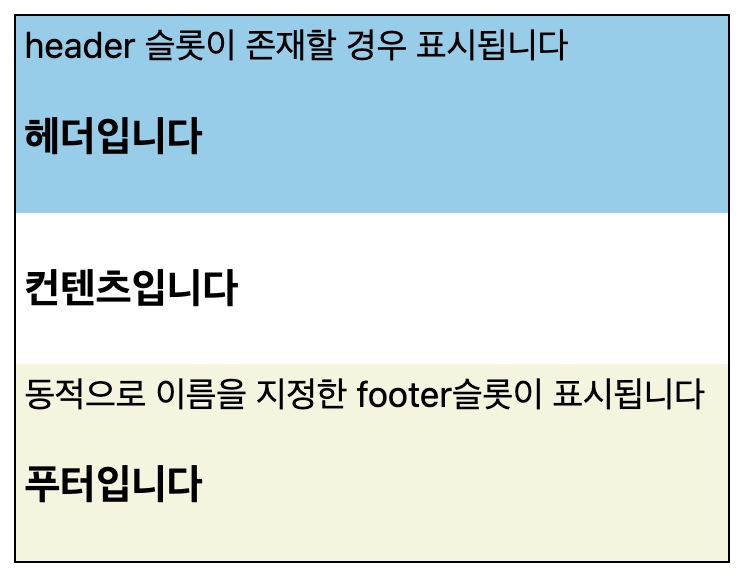 header 슬롯이 존재할 경우 표시됩니다
헤더입니다
컨텐츠입니다
동적으로 이름을 지정한 footer슬롯이 표시됩니다
푸터입니다